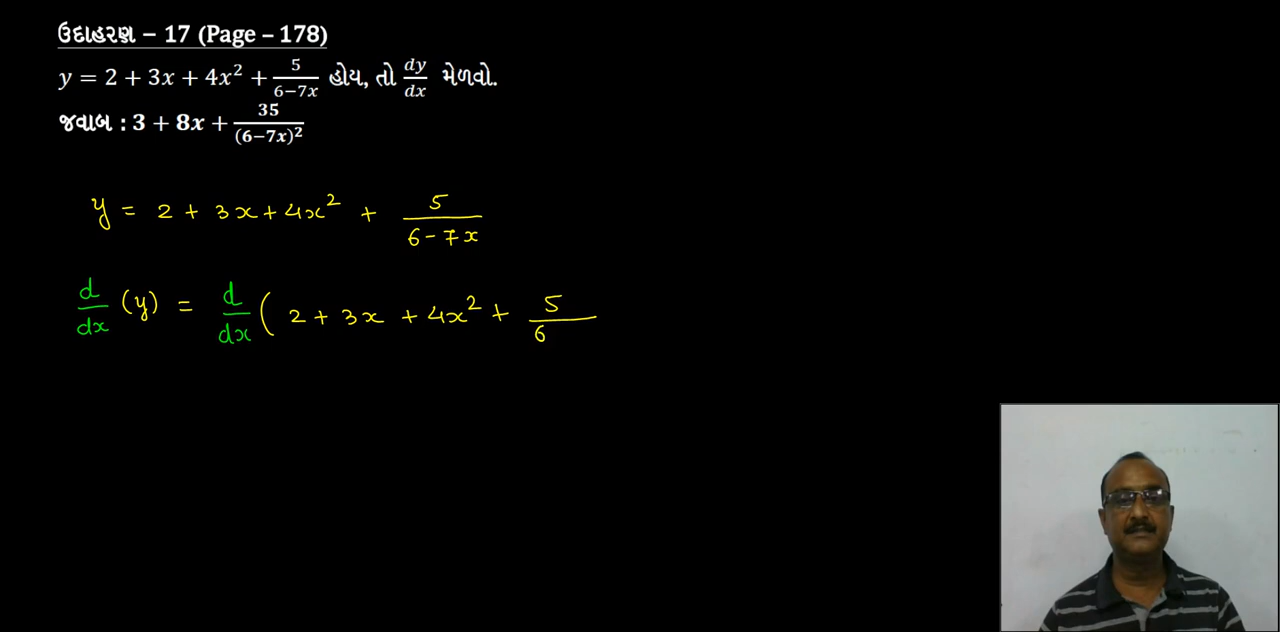 ઉદાહરણ – 17 (Page – 178)
y = 2 + 3x + 4x² + 5/(6−7x) હોય, તો dy/dx મેળવો.
જવાબ : 3 + 8x + 35/(6−7x)²
y = 2 + 3x + 4x² + 5/(6 − 7x)
d/dx (y) = d/dx ( 2 + 3x + 4x² + 5/6